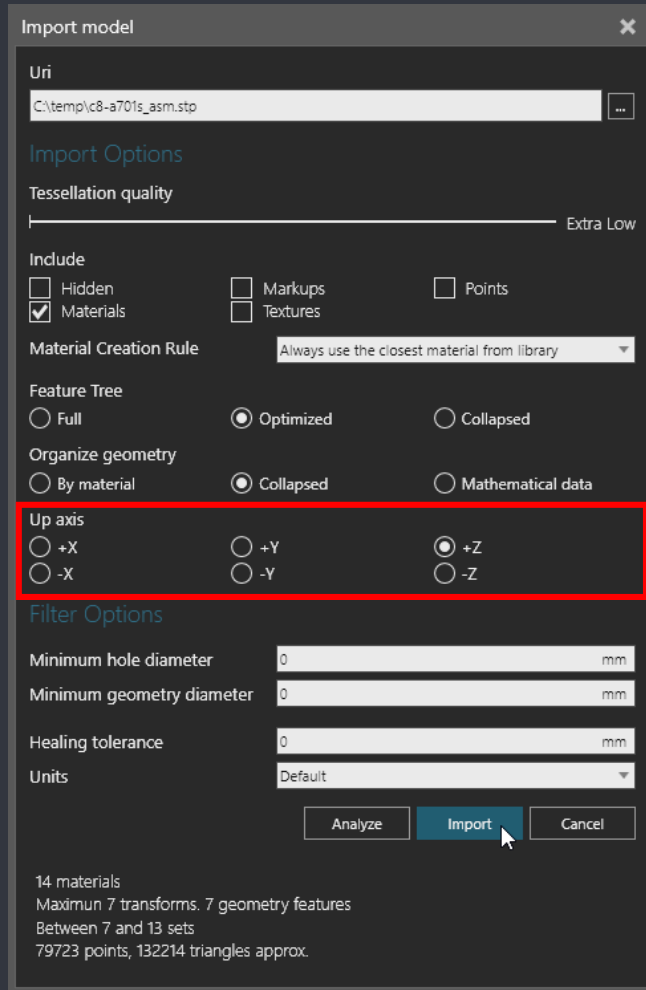 Import model
Uri
C:\temp\c8-a701s_asm.stp
...
Import Options
Tessellation quality
Extra Low
Include
Hidden Markups Points
Materials Textures
Material Creation Rule Always use the closest material from library
Feature Tree
Full Optimized Collapsed
Organize geometry
By material Collapsed Mathematical data
Up axis
+X +Y +Z
-X -Y -Z
Filter Options
Minimum hole diameter 0 mm
Minimum geometry diameter 0 mm
Healing tolerance 0 mm
Units Default
Analyze Import Cancel
14 materials
Maximun 7 transforms. 7 geometry features
Between 7 and 13 sets
79723 points, 132214 triangles approx.